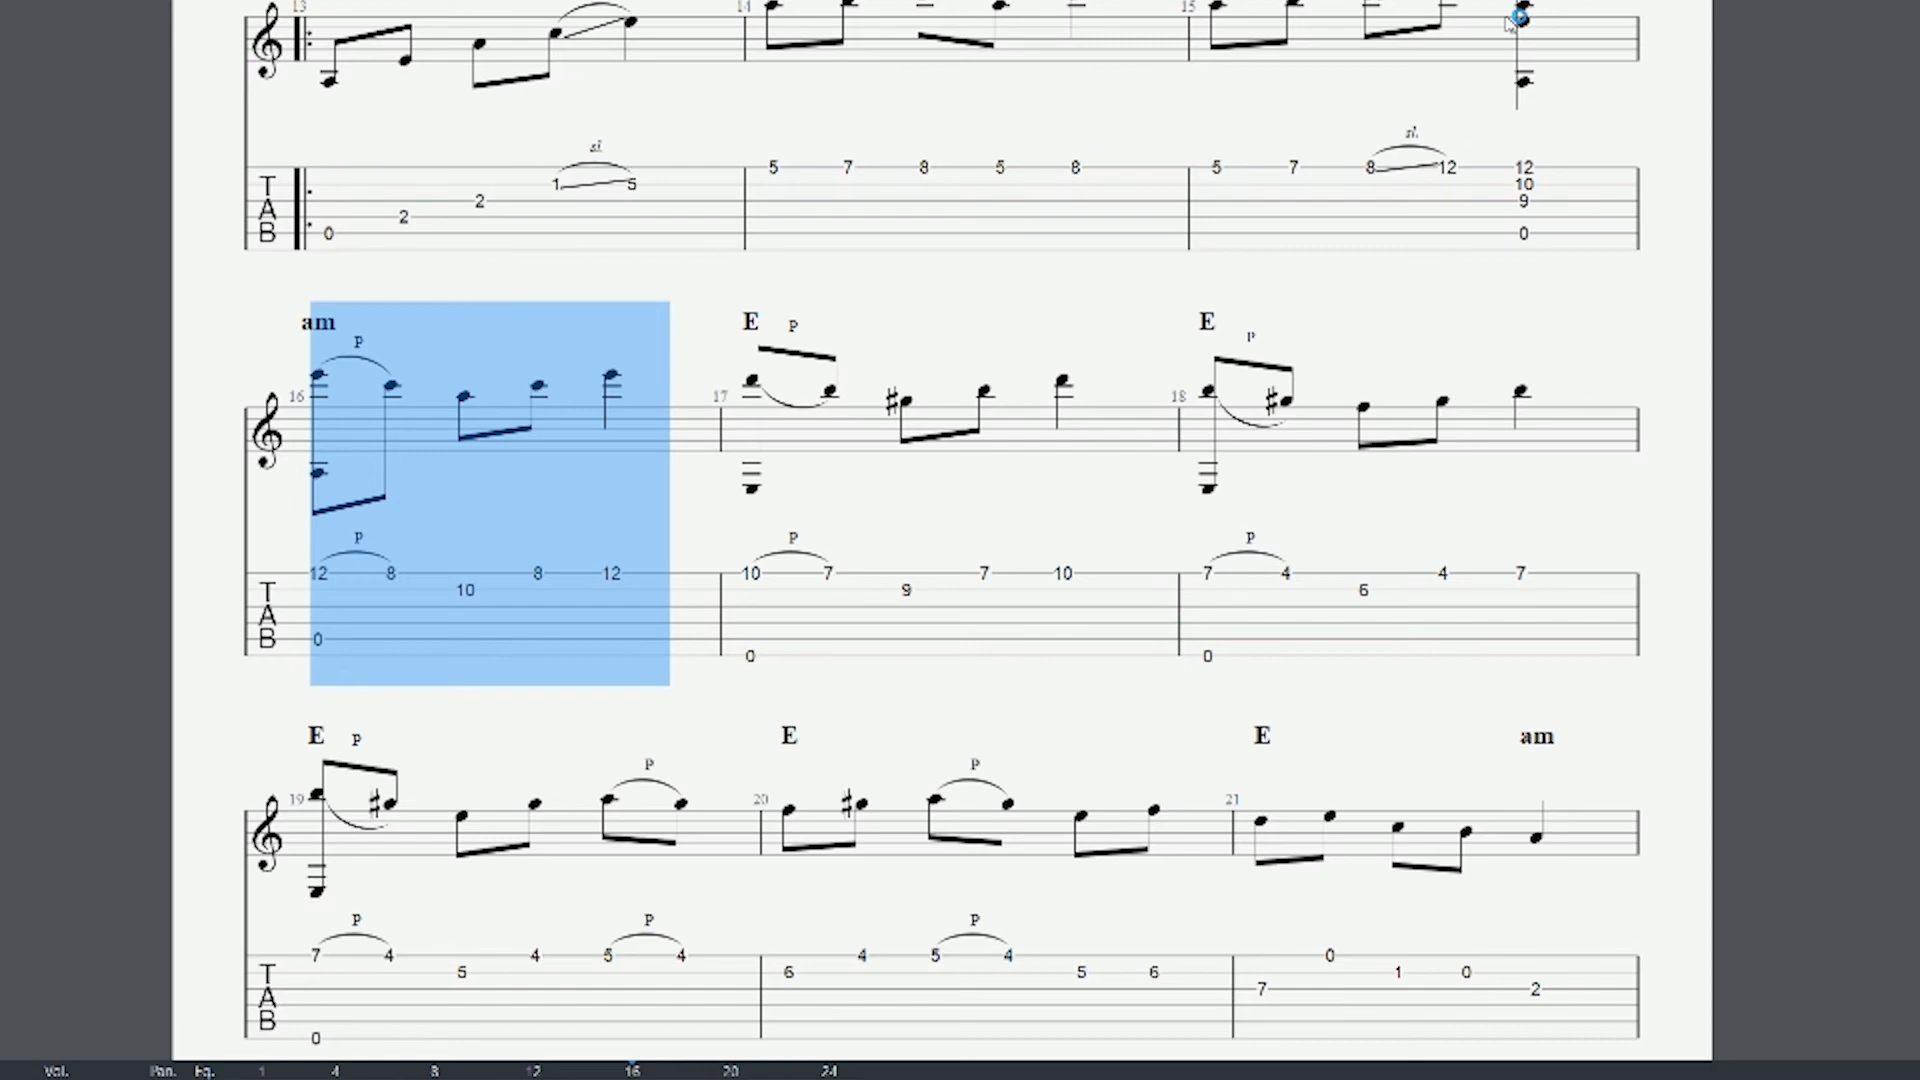 13 14 15
sl. sl.
5 7 8 5 8 5 7 8 12 12
T 1 5 10
A 2 9
2
B 0 0
am E P E P
P
16 17 18
P P P
12 8 8 12 10 7 7 10 7 4 4 7
T 10 9 6
A
B 0
0 0
E P E E am
P P
19 20 21
P P P
7 4 4 5 4 4 5 4 0
T 5 6 5 6 1 0
A 7 2
B
0
Vol. Pan. Eq. 1 4 8 12 16 20 24